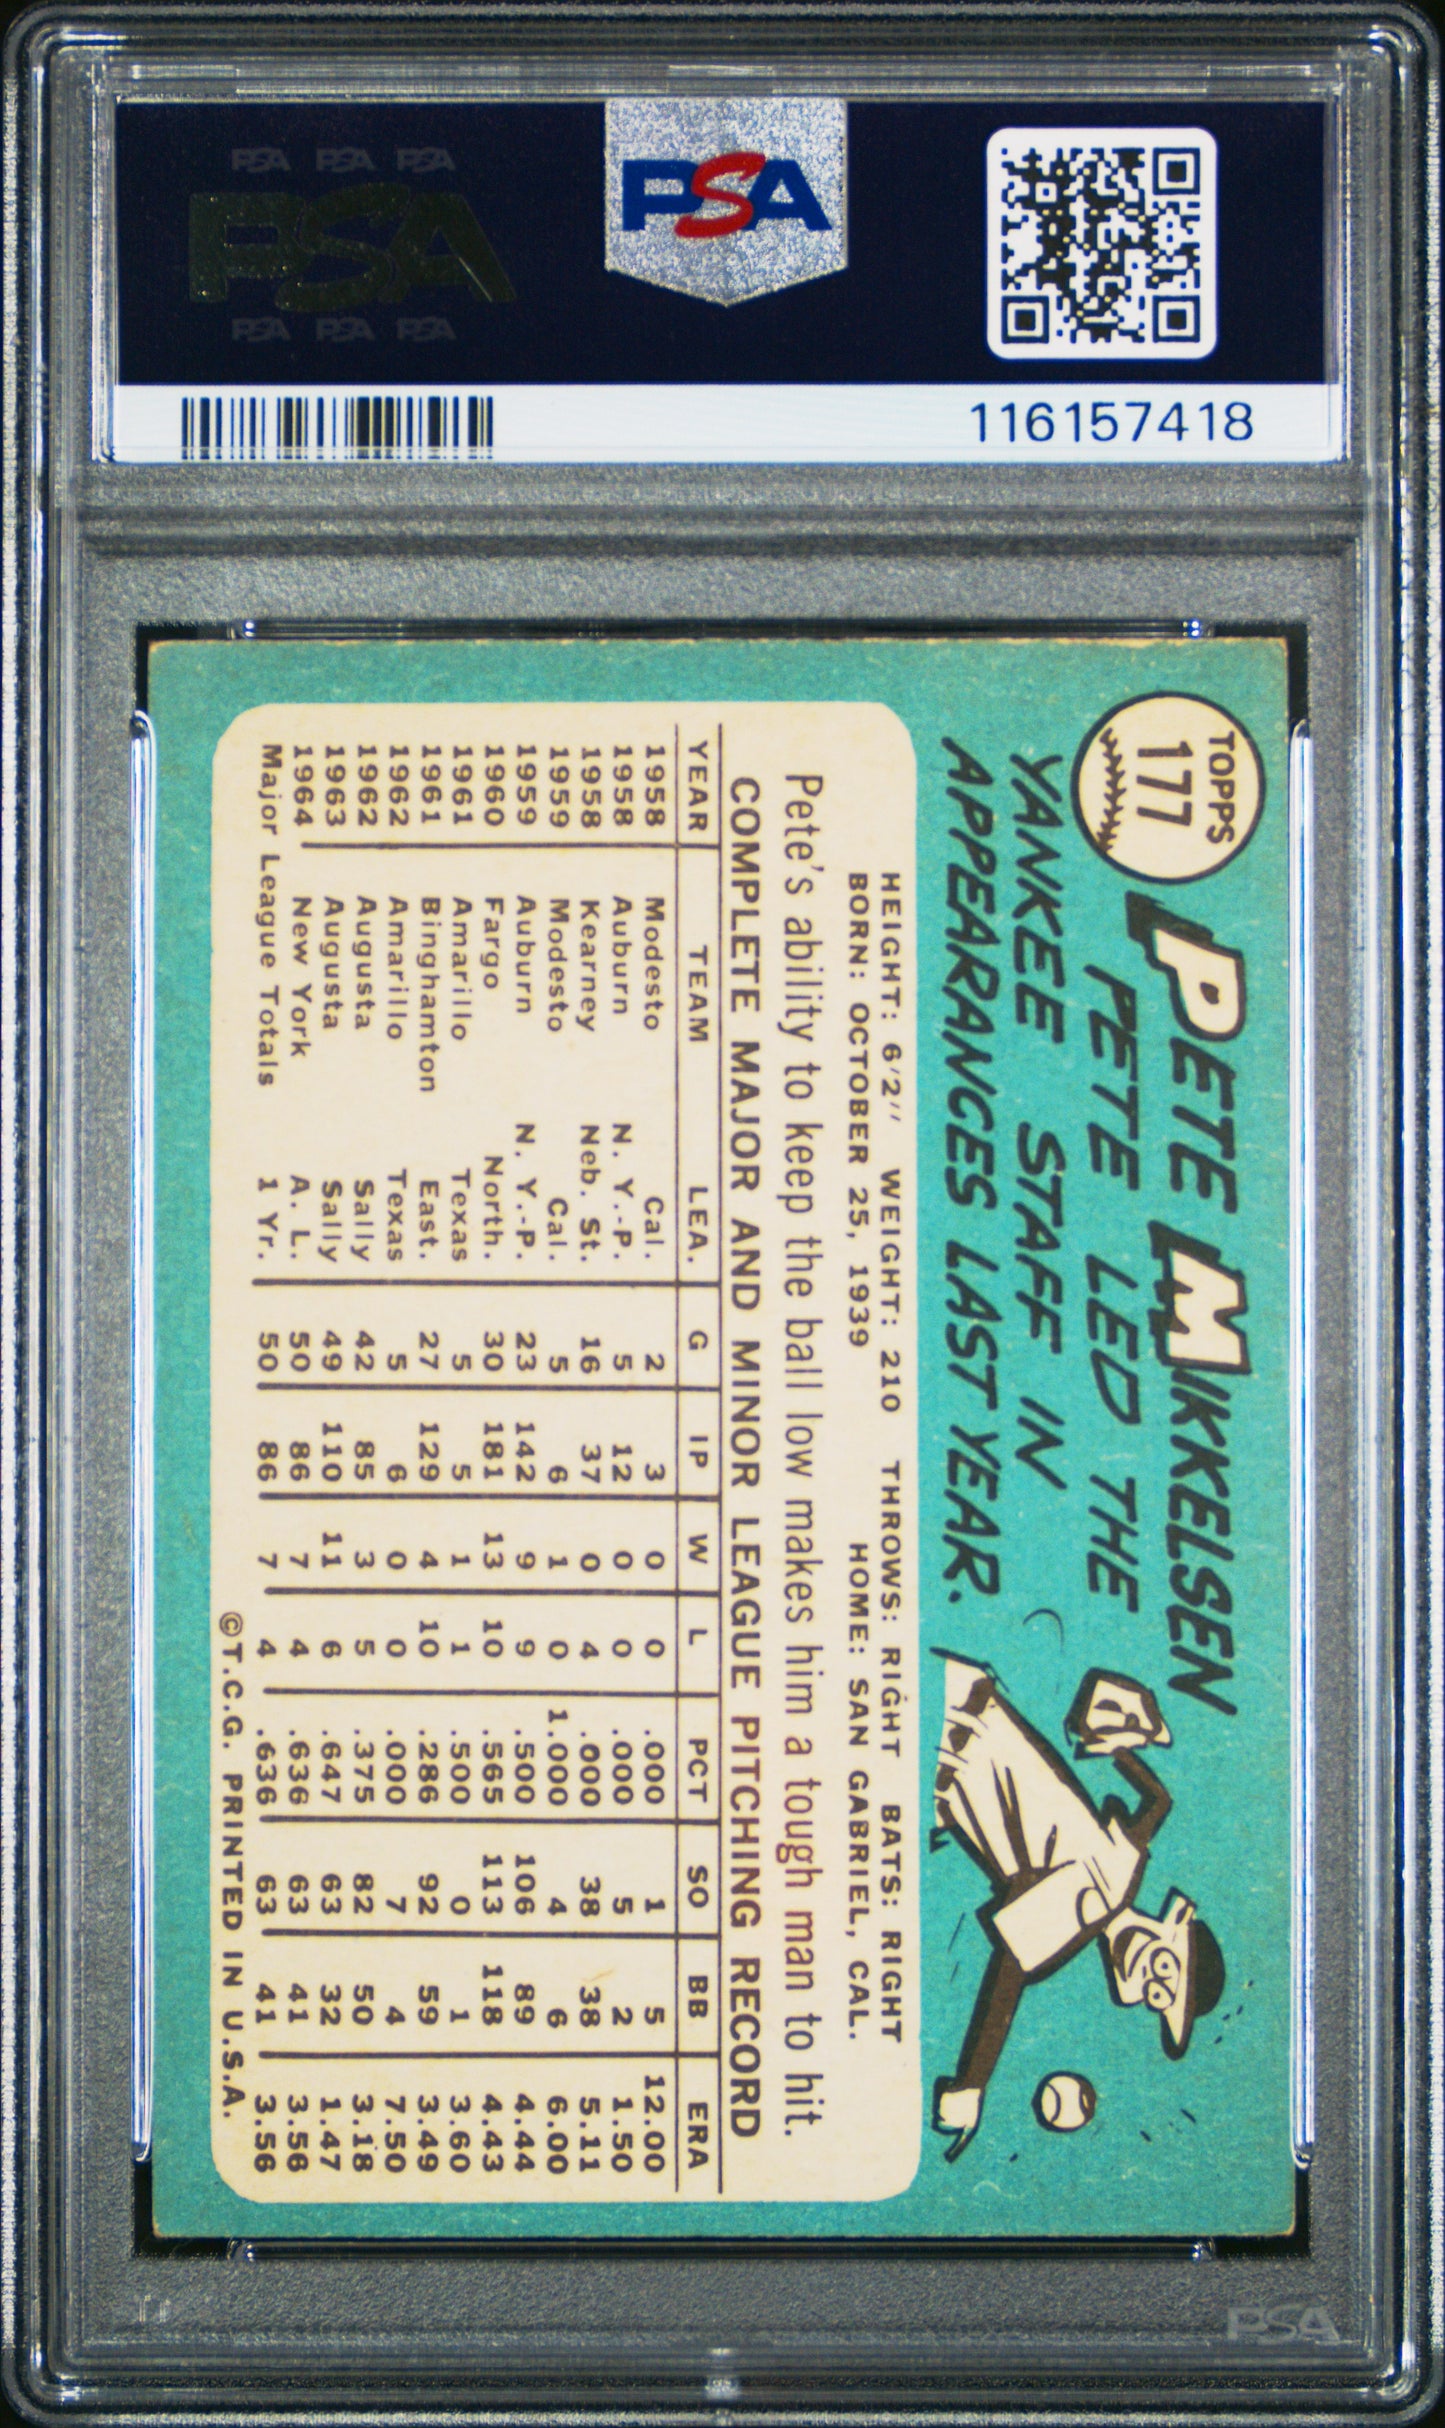 PSA PSA PSA
PSA
PSA PSA PSA
PSA
116157418
TOPPS
177
PETE MIKKELSEN
PETE LED THE
YANKEE STAFF IN
APPEARANCES LAST YEAR.
HEIGHT: 6'2" WEIGHT: 210 THROWS: RIGHT BATS: RIGHT
BORN: OCTOBER 25, 1939 HOME: SAN GABRIEL, CAL.
Pete's ability to keep the ball low makes him a tough man to hit.
COMPLETE MAJOR AND MINOR LEAGUE PITCHING RECORD
YEAR TEAM LEA. G IP W L PCT SO BB ERA
1958 Modesto Cal. 2 3 0 0 .000 1 5 12.00
1958 Auburn N. Y.-P. 5 12 0 0 .000 5 2 1.50
1958 Kearney Neb. St. 16 37 0 4 .000 38 38 5.11
1959 Modesto Cal. 5 6 1 0 1.000 4 6 6.00
1959 Auburn N. Y.-P. 23 142 9 9 .500 106 89 4.44
1960 Fargo North. 30 181 13 10 .565 113 118 4.43
1961 Amarillo Texas 5 5 1 1 .500 0 1 3.60
1961 Binghamton East. 27 129 4 10 .286 92 59 3.49
1962 Amarillo Texas 5 6 0 0 .000 7 4 7.50
1962 Augusta Sally 42 85 3 5 .375 82 50 3.18
1963 Augusta Sally 49 110 11 6 .647 63 32 1.47
1964 New York A. L. 50 86 7 4 .636 63 41 3.56
Major League Totals 1 Yr. 50 86 7 4 .636 63 41 3.56
©T.C.G. PRINTED IN U.S.A.
PSA